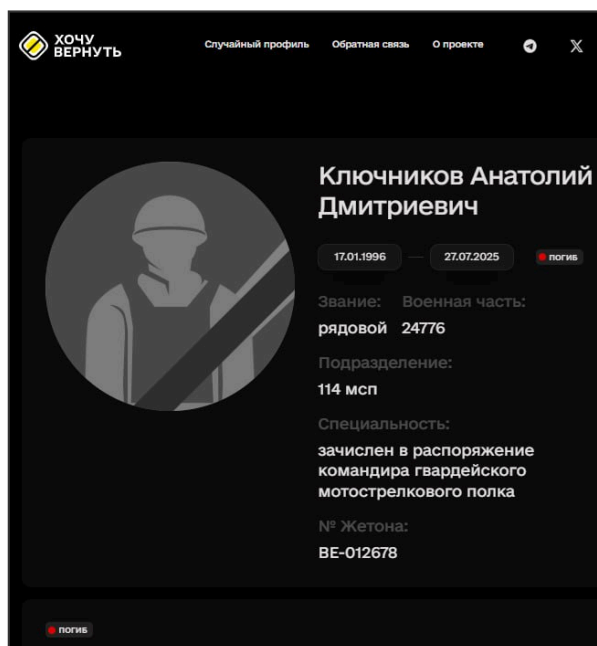 ХОЧУ
ВЕРНУТЬ
Случайный профиль Обратная связь О проекте
Ключников Анатолий
Дмитриевич
17.01.1996 — 27.07.2025 погиб
Звание: Военная часть:
рядовой 24776
Подразделение:
114 мсп
Специальность:
зачислен в распоряжение
командира гвардейского
мотострелкового полка
№ Жетона:
ВЕ-012678
погиб